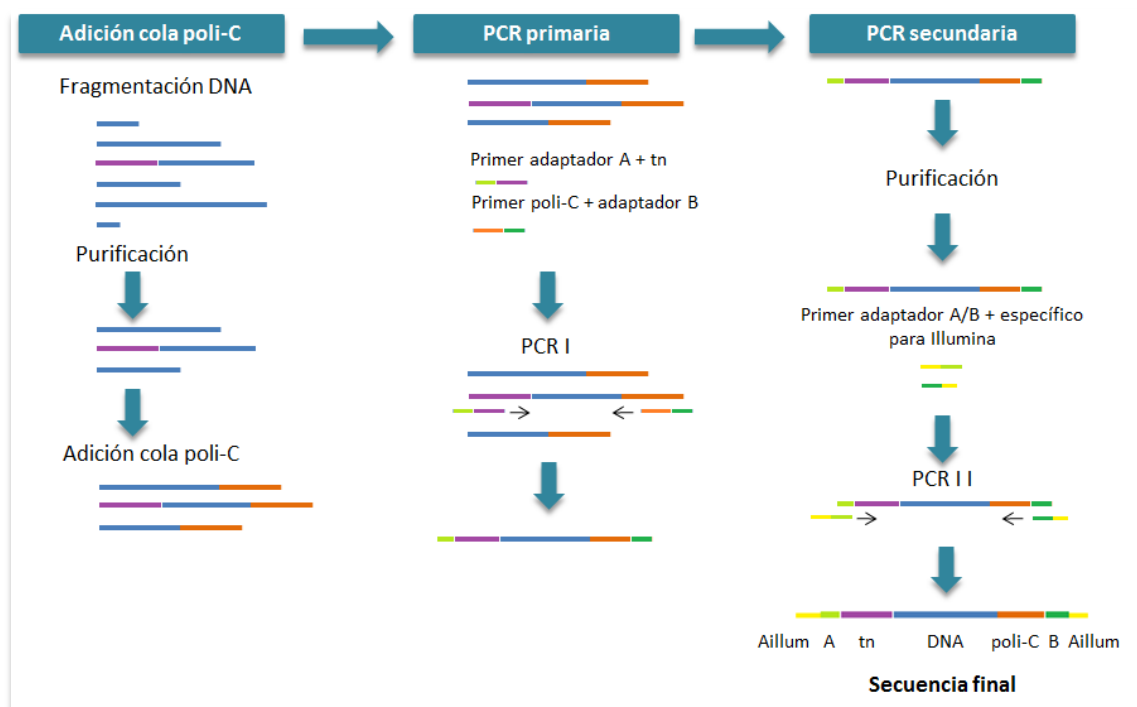 Adición cola poli-C
PCR primaria
PCR secundaria
Fragmentación DNA
Purificación
Adición cola poli-C
Primer adaptador A + tn
Primer poli-C + adaptador B
PCR I
Purificación
Primer adaptador A/B + específico
para Illumina
PCR I I
Aillum A tn DNA poli-C B Aillum
Secuencia final